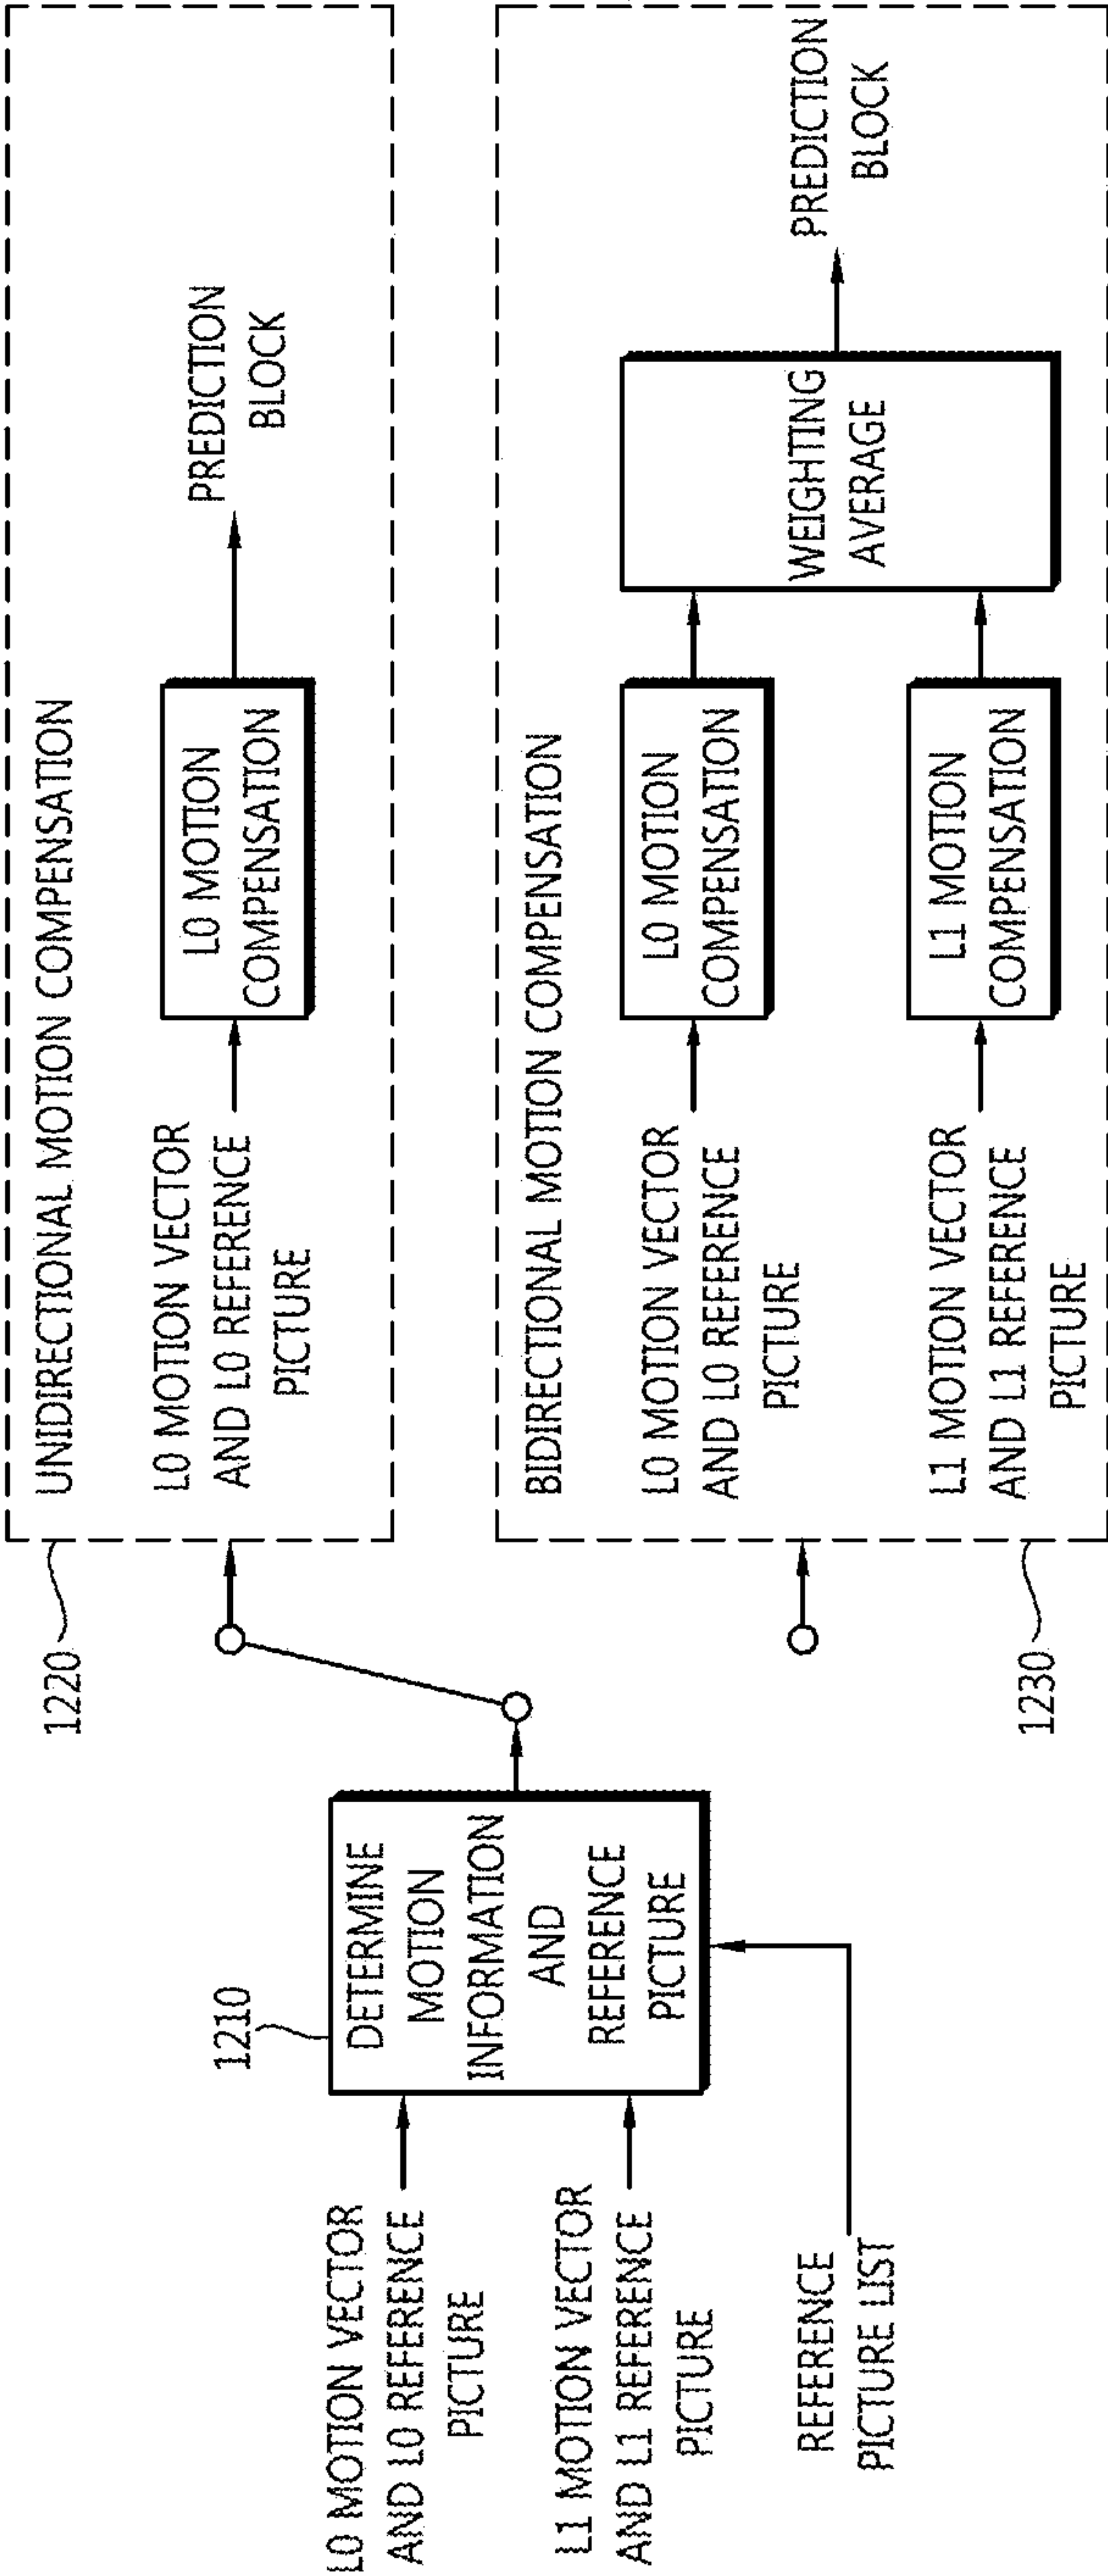 L0 MOTION VECTOR
AND L0 REFERENCE
PICTURE
L1 MOTION VECTOR
AND L1 REFERENCE
PICTURE
REFERENCE
PICTURE LIST
1210
DETERMINE
MOTION
INFORMATION
AND
REFERENCE
PICTURE
1220
UNIDIRECTIONAL MOTION COMPENSATION
L0 MOTION VECTOR
AND L0 REFERENCE
PICTURE
L0 MOTION
COMPENSATION
PREDICTION
BLOCK
1230
BIDIRECTIONAL MOTION COMPENSATION
L0 MOTION VECTOR
AND L0 REFERENCE
PICTURE
L0 MOTION
COMPENSATION
L1 MOTION VECTOR
AND L1 REFERENCE
PICTURE
L1 MOTION
COMPENSATION
WEIGHTING
AVERAGE
PREDICTION
BLOCK